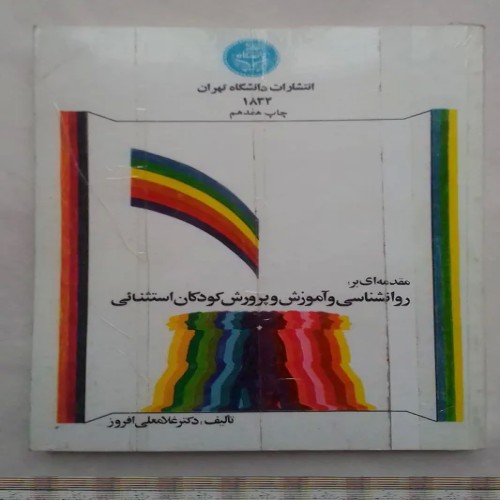 انتشارات دانشگاه تهران
۱۸۳۲
چاپ هفدهم
مقدمه‌ای بر:
روانشناسی و آموزش و پرورش کودکان استثنائی
تألیف: دکتر غلامعلی افروز